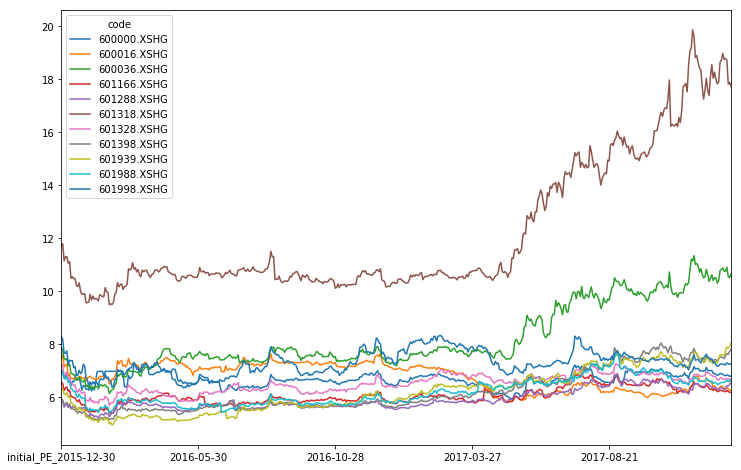 20
18
16
14
12
10
8
6
code
600000.XSHG
600016.XSHG
600036.XSHG
601166.XSHG
601288.XSHG
601318.XSHG
601328.XSHG
601398.XSHG
601939.XSHG
601988.XSHG
601998.XSHG
initial_PE_2015-12-30 2016-05-30 2016-10-28 2017-03-27 2017-08-21